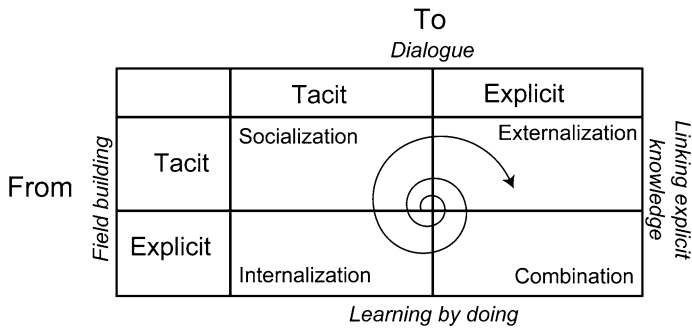 To
Dialogue
Tacit
Explicit
Socialization
Externalization
From
Field building
Tacit
Linking explicit
knowledge
Explicit
Internalization
Combination
Learning by doing